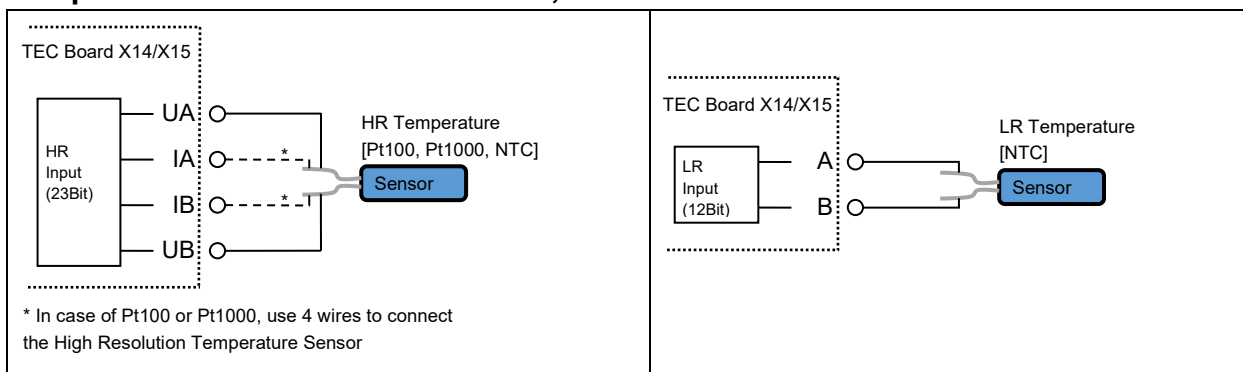 TEC Board X14/X15
HR
Input
(23Bit)
UA
IA
IB
UB
*
*
HR Temperature
[Pt100, Pt1000, NTC]
Sensor
* In case of Pt100 or Pt1000, use 4 wires to connect
the High Resolution Temperature Sensor
TEC Board X14/X15
LR
Input
(12Bit)
A
B
LR Temperature
[NTC]
Sensor